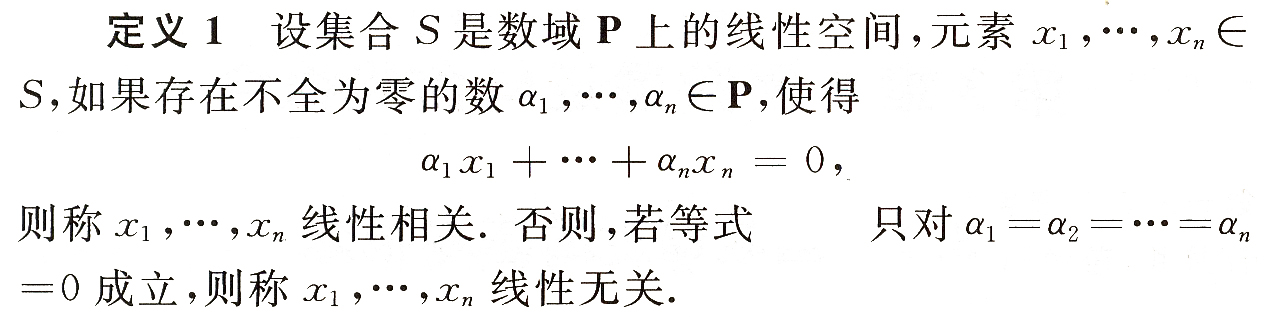 定义 1 设集合 S 是数域 P 上的线性空间,元素 x₁,⋯,xₙ∈
S,如果存在不全为零的数 α₁,⋯,αₙ∈P,使得
α₁x₁+⋯+αₙxₙ = 0,
则称 x₁,⋯,xₙ 线性相关. 否则,若等式 只对 α₁=α₂=⋯=αₙ
=0 成立,则称 x₁,⋯,xₙ 线性无关.